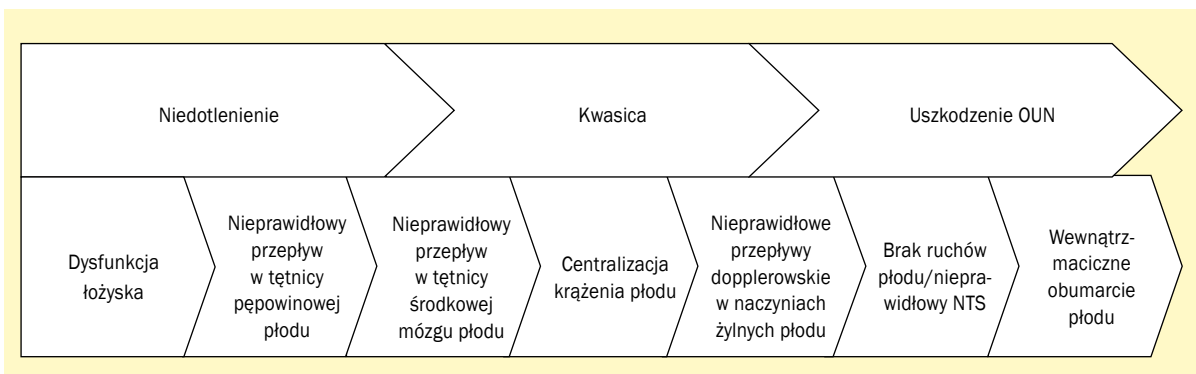 Niedotlenienie
Kwasica
Uszkodzenie OUN
Dysfunkcja
łożyska
Nieprawidłowy
przepływ
w tętnicy
pępowinowej
płodu
Nieprawidłowy
przepływ
w tętnicy
środkowej
mózgu płodu
Centralizacja
krążenia płodu
Nieprawidłowe
przepływy
dopplerowskie
w naczyniach
żylnych płodu
Brak ruchów
płodu/niepra-
widłowy NTS
Wewnątrz-
maciczne
obumarcie
płodu